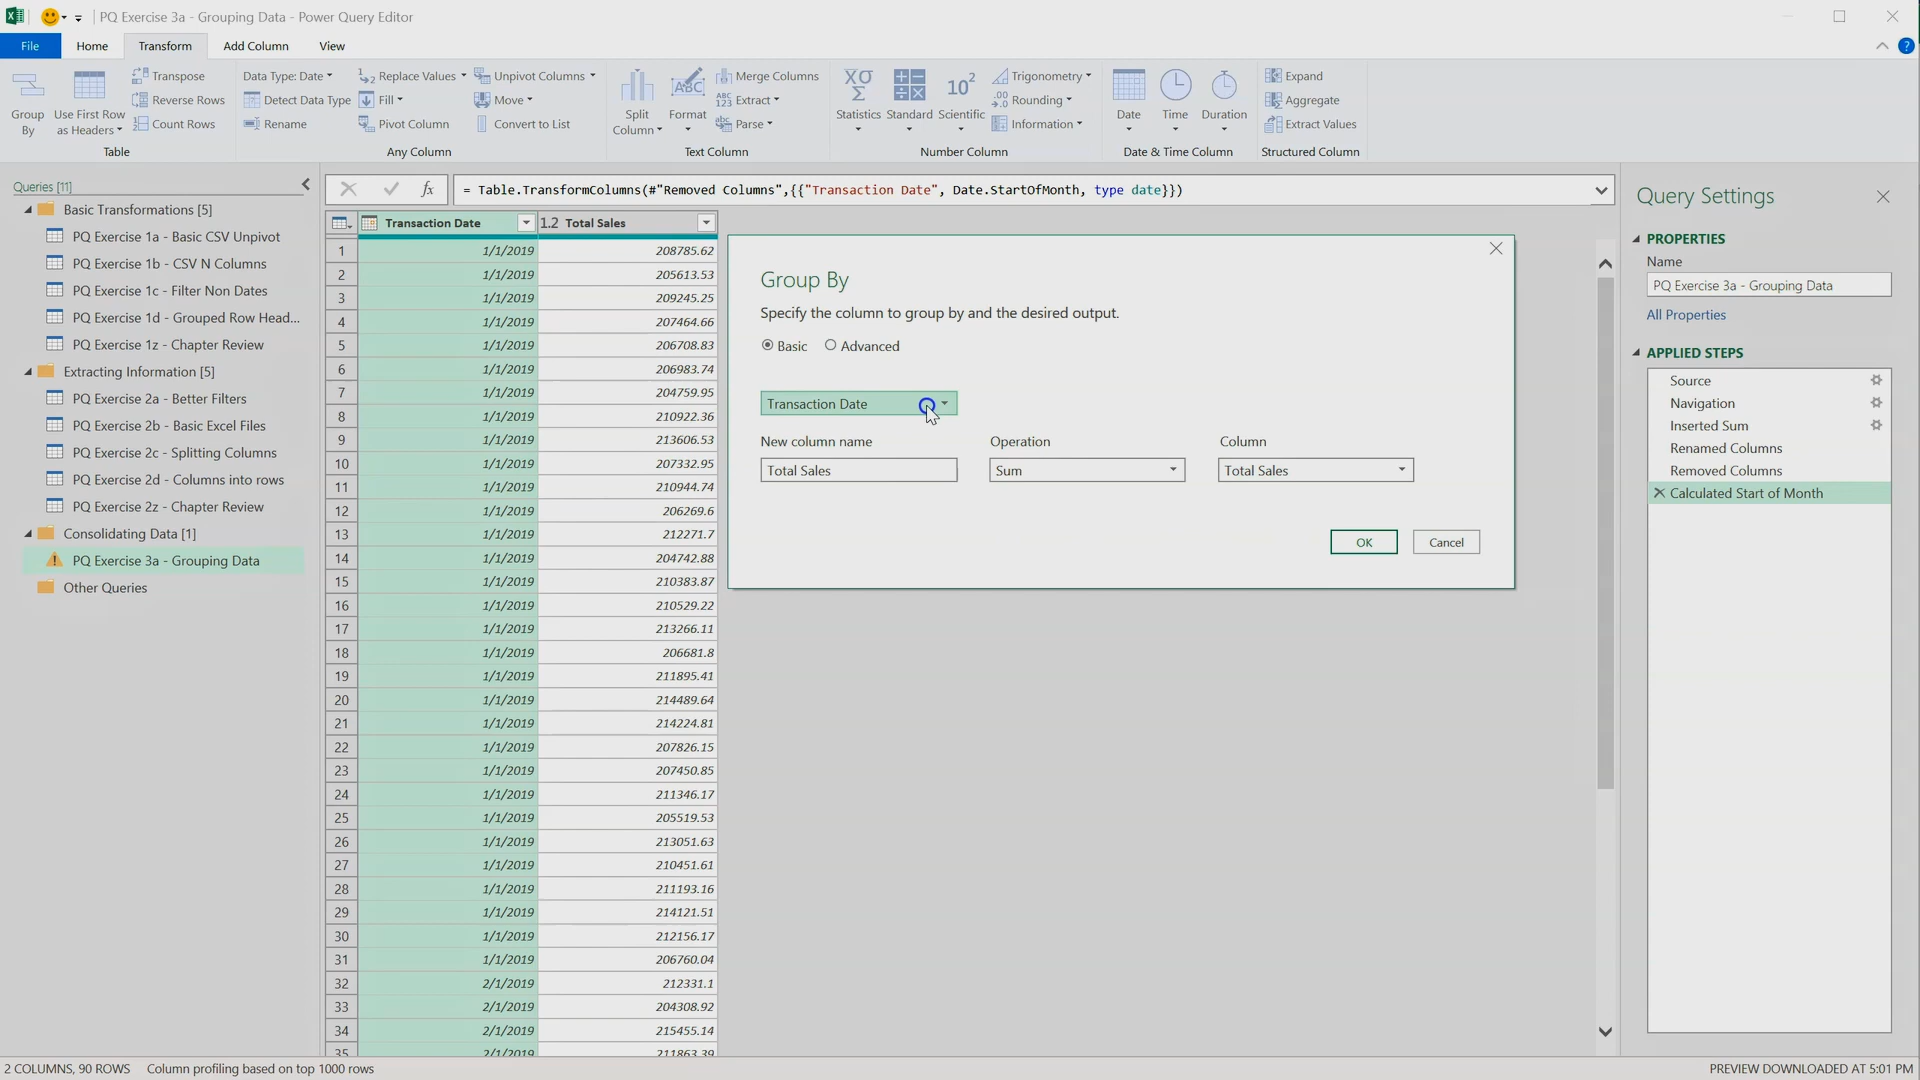 PQ Exercise 3a - Grouping Data - Power Query Editor
File Home Transform Add Column View
Group By
Use First Row as Headers
Transpose
Reverse Rows
Count Rows
Table
Data Type: Date
Detect Data Type
Rename
Replace Values
Fill
Pivot Column
Unpivot Columns
Move
Convert to List
Any Column
Split Column
Format
Merge Columns
Extract
Parse
Text Column
Statistics
Standard
Scientific
Trigonometry
Rounding
Information
Number Column
Date
Time
Duration
Date & Time Column
Expand
Aggregate
Extract Values
Structured Column
Queries [11]
Basic Transformations [5]
PQ Exercise 1a - Basic CSV Unpivot
PQ Exercise 1b - CSV N Columns
PQ Exercise 1c - Filter Non Dates
PQ Exercise 1d - Grouped Row Head...
PQ Exercise 1z - Chapter Review
Extracting Information [5]
PQ Exercise 2a - Better Filters
PQ Exercise 2b - Basic Excel Files
PQ Exercise 2c - Splitting Columns
PQ Exercise 2d - Columns into rows
PQ Exercise 2z - Chapter Review
Consolidating Data [1]
PQ Exercise 3a - Grouping Data
Other Queries
fx = Table.TransformColumns(#"Removed Columns",{{"Transaction Date", Date.StartOfMonth, type date}})
Transaction Date 1.2 Total Sales
1 1/1/2019 208785.62
2 1/1/2019 205613.53
3 1/1/2019 209245.25
4 1/1/2019 207464.66
5 1/1/2019 206708.83
6 1/1/2019 206983.74
7 1/1/2019 204759.95
8 1/1/2019 210922.36
9 1/1/2019 213606.53
10 1/1/2019 207332.95
11 1/1/2019 210944.74
12 1/1/2019 206269.6
13 1/1/2019 212271.7
14 1/1/2019 204742.88
15 1/1/2019 210383.87
16 1/1/2019 210529.22
17 1/1/2019 213266.11
18 1/1/2019 206681.8
19 1/1/2019 211895.41
20 1/1/2019 214489.64
21 1/1/2019 214224.81
22 1/1/2019 207826.15
23 1/1/2019 207450.85
24 1/1/2019 211346.17
25 1/1/2019 205519.53
26 1/1/2019 213051.63
27 1/1/2019 210451.61
28 1/1/2019 211193.16
29 1/1/2019 214121.51
30 1/1/2019 212156.17
31 1/1/2019 206760.04
32 2/1/2019 212331.1
33 2/1/2019 204308.92
34 2/1/2019 215455.14
35 2/1/2019 211863.39
Group By
Specify the column to group by and the desired output.
Basic Advanced
Transaction Date
New column name Operation Column
Total Sales Sum Total Sales
OK Cancel
Query Settings
PROPERTIES
Name
PQ Exercise 3a - Grouping Data
All Properties
APPLIED STEPS
Source
Navigation
Inserted Sum
Renamed Columns
Removed Columns
Calculated Start of Month
2 COLUMNS, 90 ROWS Column profiling based on top 1000 rows
PREVIEW DOWNLOADED AT 5:01 PM